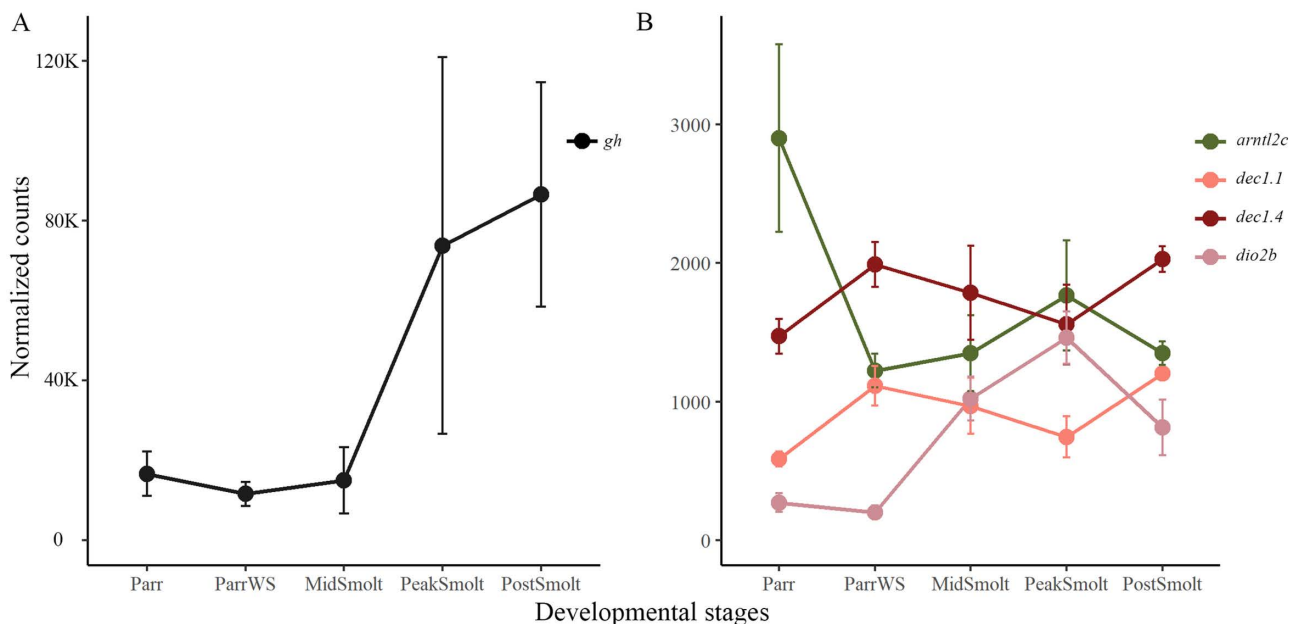 A
Normalized counts
120K
80K
40K
0
gh
Parr ParrWS MidSmolt PeakSmolt PostSmolt
B
3000
2000
1000
0
arntl2c
dec1.1
dec1.4
dio2b
Parr ParrWS MidSmolt PeakSmolt PostSmolt
Developmental stages